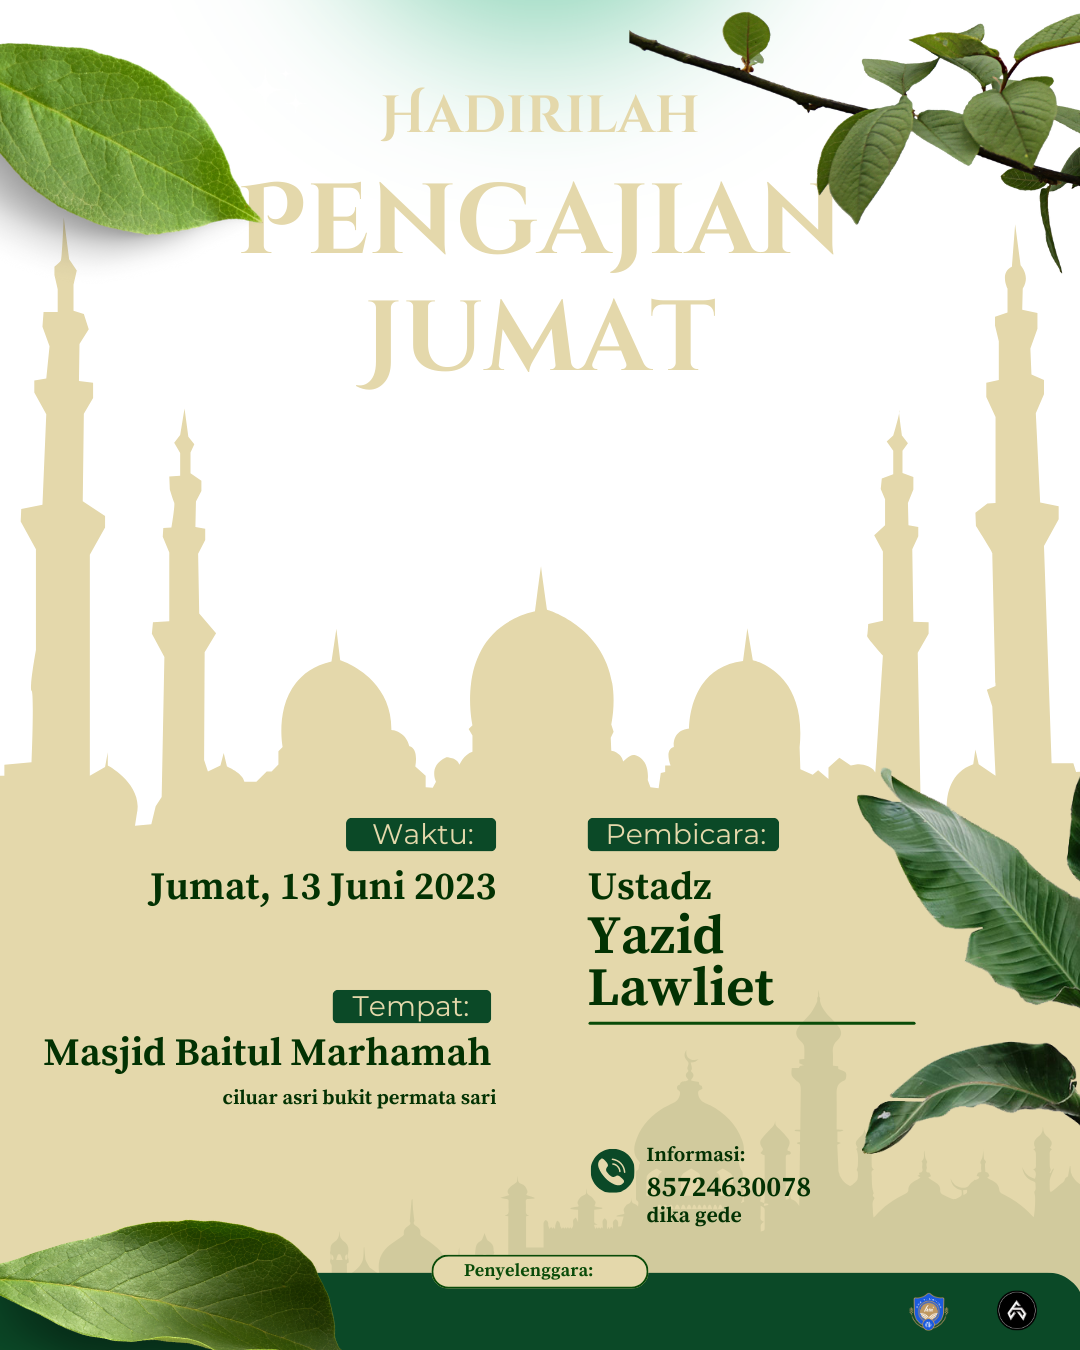 HADIRILAH
PENGAJIAN
JUMAT
Waktu:
Jumat, 13 Juni 2023
Tempat:
Masjid Baitul Marhamah
ciluar asri bukit permata sari
Pembicara:
Ustadz
Yazid
Lawliet
Informasi:
85724630078
dika gede
Penyelenggara: